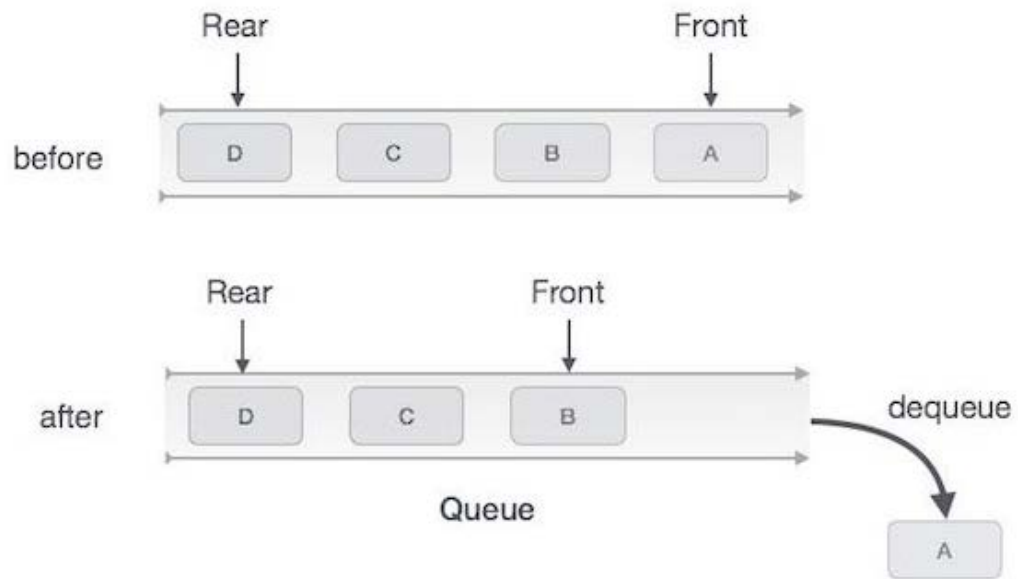 Rear Front
before D C B A
Rear Front
after D C B dequeue
Queue
A